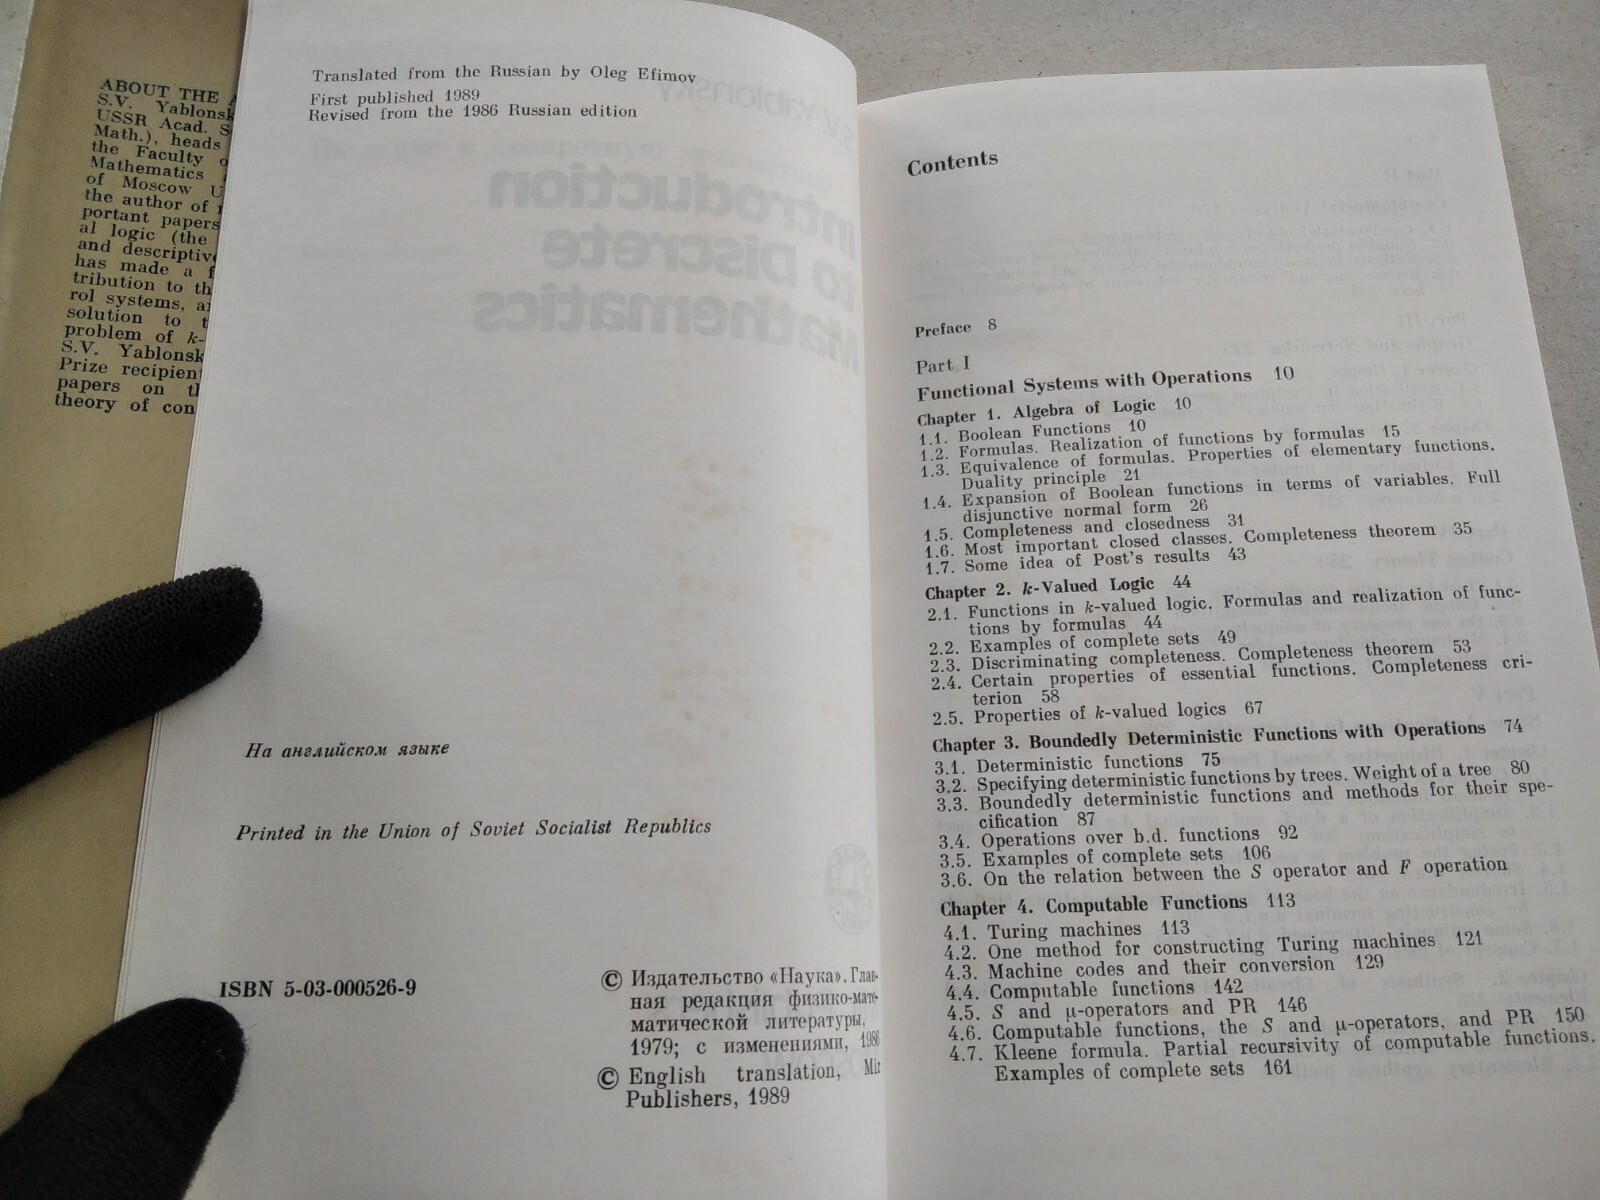 ABOUT THE
S.V. Yablonsk
USSR Acad. S
Math.), heads
the Faculty o
Mathematics
of Moscow U
the author of
portant papers
al logic (the
and descriptive
has made a f
tribution to th
rol systems, a
solution to t
problem of k-
S.V. Yablonsk
Prize recipient
papers on th
theory of con
Translated from the Russian by Oleg Efimov
First published 1989
Revised from the 1986 Russian edition
На английском языке
Printed in the Union of Soviet Socialist Republics
ISBN 5-03-000526-9
© Издательство «Наука». Глав-
ная редакция физико-мате-
матической литературы,
1979; с изменениями, 1986
© English translation, Mir
Publishers, 1989
Contents
Preface 8
Part I
Functional Systems with Operations 10
Chapter 1. Algebra of Logic 10
1.1. Boolean Functions 10
1.2. Formulas. Realization of functions by formulas 15
1.3. Equivalence of formulas. Properties of elementary functions.
Duality principle 21
1.4. Expansion of Boolean functions in terms of variables. Full
disjunctive normal form 26
1.5. Completeness and closedness 31
1.6. Most important closed classes. Completeness theorem 35
1.7. Some idea of Post's results 43
Chapter 2. k-Valued Logic 44
2.1. Functions in k-valued logic. Formulas and realization of func-
tions by formulas 44
2.2. Examples of complete sets 49
2.3. Discriminating completeness. Completeness theorem 53
2.4. Certain properties of essential functions. Completeness cri-
terion 58
2.5. Properties of k-valued logics 67
Chapter 3. Boundedly Deterministic Functions with Operations 74
3.1. Deterministic functions 75
3.2. Specifying deterministic functions by trees. Weight of a tree 80
3.3. Boundedly deterministic functions and methods for their spe-
cification 87
3.4. Operations over b.d. functions 92
3.5. Examples of complete sets 106
3.6. On the relation between the S operator and F operation
Chapter 4. Computable Functions 113
4.1. Turing machines 113
4.2. One method for constructing Turing machines 121
4.3. Machine codes and their conversion 129
4.4. Computable functions 142
4.5. S and μ-operators and PR 146
4.6. Computable functions, the S and μ-operators, and PR 150
4.7. Kleene formula. Partial recursivity of computable functions.
Examples of complete sets 161